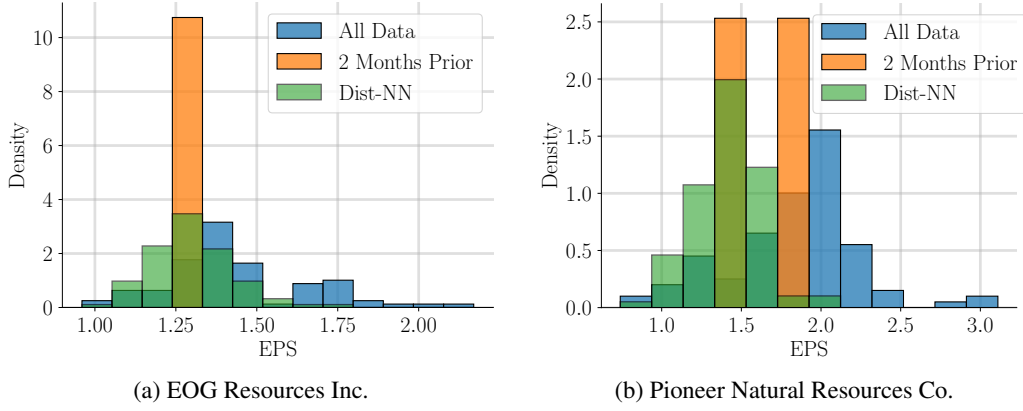 10
8
6
4
2
0
Density
1.00 1.25 1.50 1.75 2.00
EPS
All Data
2 Months Prior
Dist-NN
(a) EOG Resources Inc.
2.5
2.0
1.5
1.0
0.5
0.0
Density
1.0 1.5 2.0 2.5 3.0
EPS
All Data
2 Months Prior
Dist-NN
(b) Pioneer Natural Resources Co.